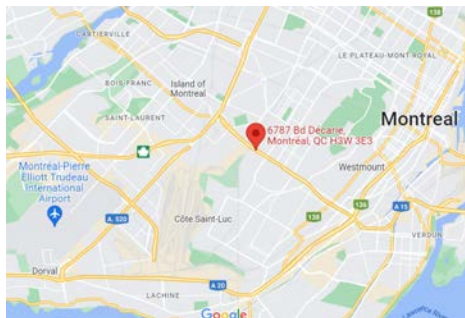 138
CARTIERVILLE
LE PLATEAU-MONT-ROYAL
BOIS-FRANC
Island of
Montreal
SAINT-LAURENT
6787 Bd Décarie,
Montréal, QC H3W 3E3
Montreal
Montréal-Pierre
Elliott Trudeau
International
Airport
Westmount
A. 520
Côte Saint-Luc
138
136
A 15
VERDUN
Dorval
A 20
LACHINE
Google